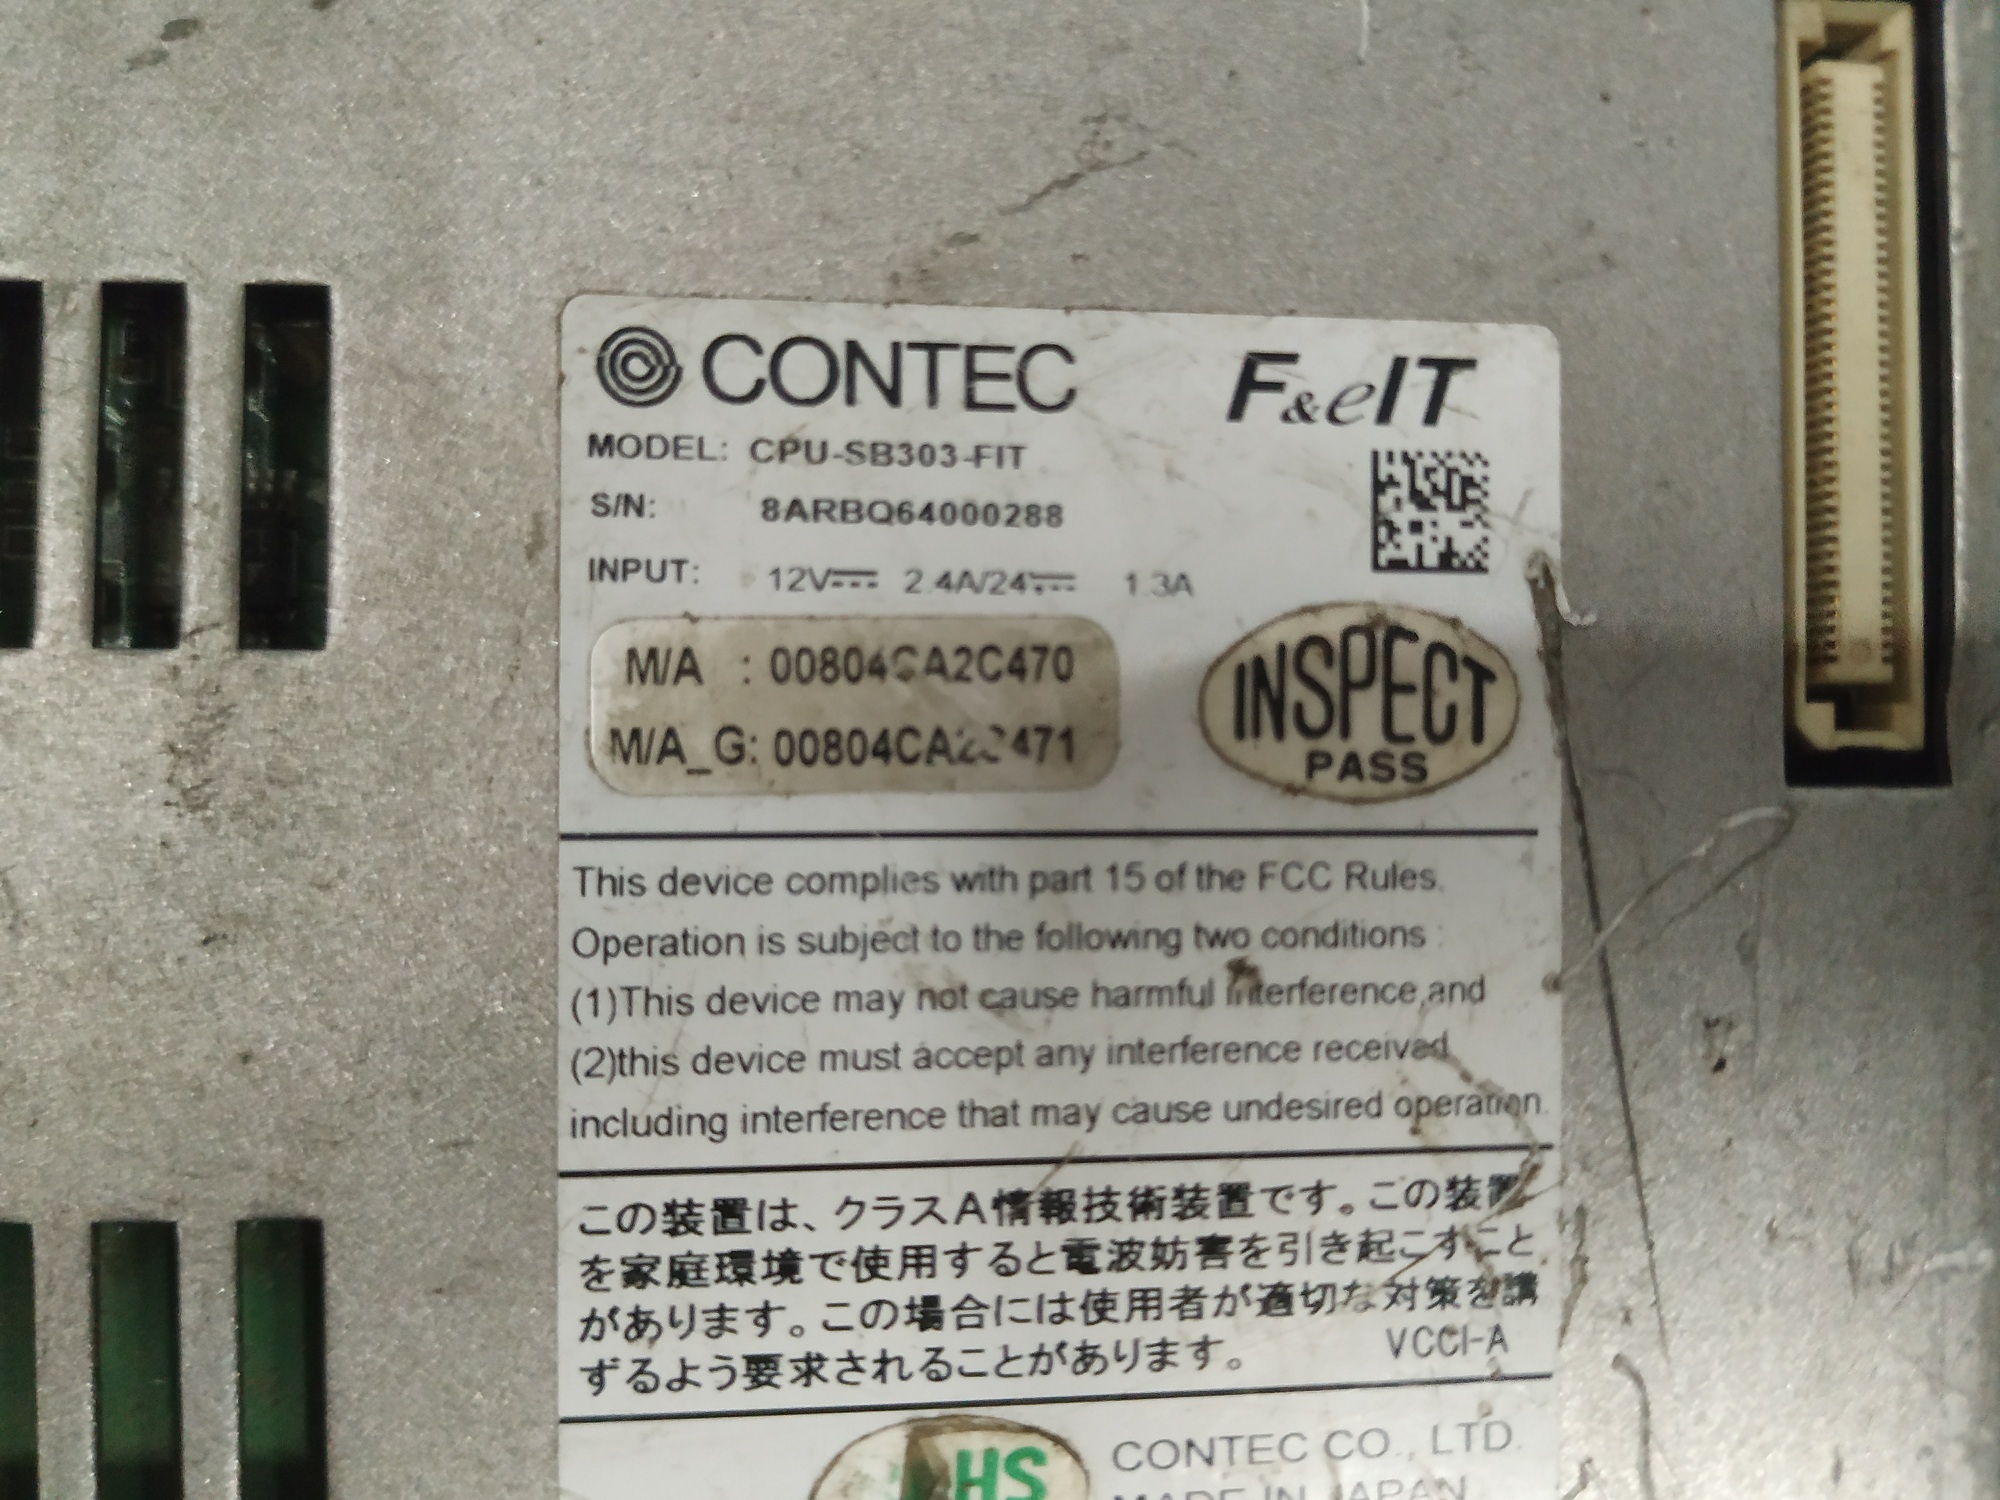 CONTEC F&eIT
MODEL: CPU-SB303-FIT
S/N: 8ARBQ64000288
INPUT: 12V⎓ 2.4A/24⎓ 1.3A
M/A : 00804CA2C470
M/A_G: 00804CA2C471
INSPECT
PASS
This device complies with part 15 of the FCC Rules.
Operation is subject to the following two conditions :
(1)This device may not cause harmful interference,and
(2)this device must accept any interference received
including interference that may cause undesired operation.
この装置は、クラスA情報技術装置です。この装置
を家庭環境で使用すると電波妨害を引き起こすこと
があります。この場合には使用者が適切な対策を講
ずるよう要求されることがあります。 VCCI-A
HS
CONTEC CO., LTD.
MADE IN JAPAN